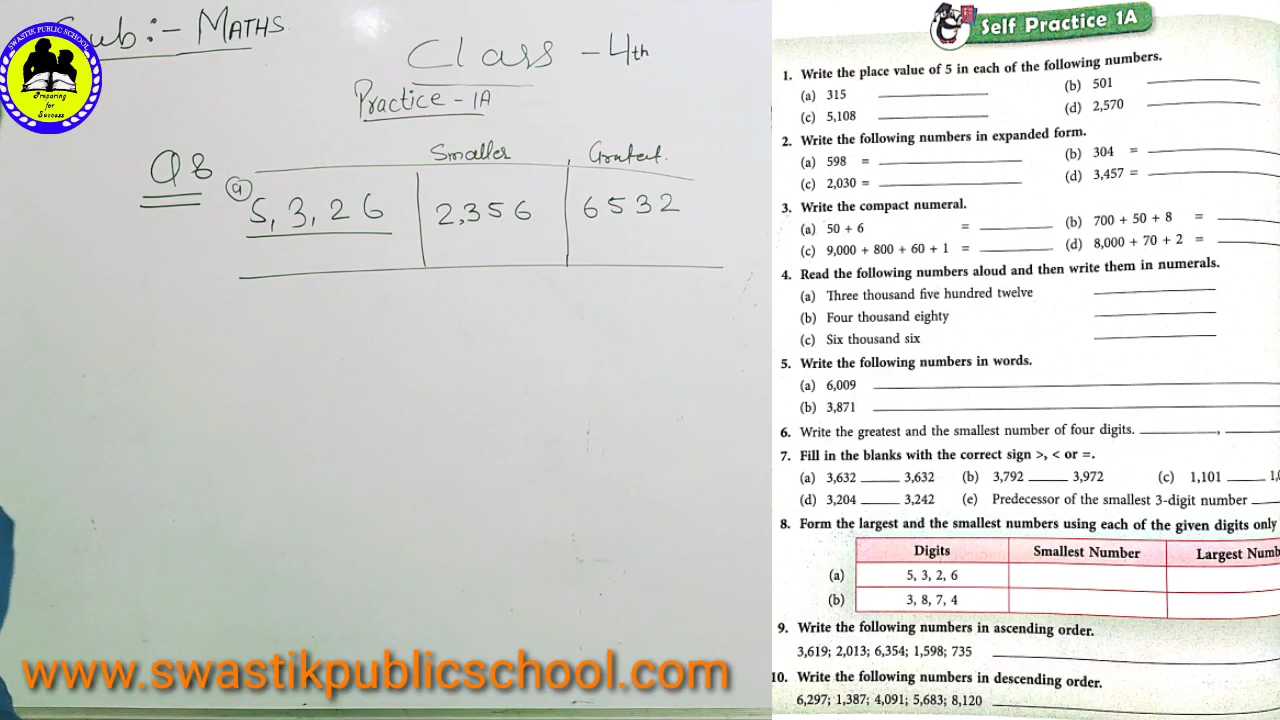 Sub:- MATHS
SWASTIK PUBLIC SCHOOL
Preparing
for
Success
Class - 4th
Practice - 1A
Q8
Smaller
(a)
5, 3, 2 6
2,356
6532
www.swastikpublicschool.com
Self Practice 1A
1. Write the place value of 5 in each of the following numbers.
(a) 315 (b) 501
(c) 5,108 (d) 2,570
2. Write the following numbers in expanded form.
(a) 598 = (b) 304 =
(c) 2,030 = (d) 3,457 =
3. Write the compact numeral.
(a) 50 + 6 = (b) 700 + 50 + 8 =
(c) 9,000 + 800 + 60 + 1 = (d) 8,000 + 70 + 2 =
4. Read the following numbers aloud and then write them in numerals.
(a) Three thousand five hundred twelve
(b) Four thousand eighty
(c) Six thousand six
5. Write the following numbers in words.
(a) 6,009
(b) 3,871
6. Write the greatest and the smallest number of four digits. ,
7. Fill in the blanks with the correct sign >, < or =.
(a) 3,632 3,632 (b) 3,792 3,972 (c) 1,101
(d) 3,204 3,242 (e) Predecessor of the smallest 3-digit number
8. Form the largest and the smallest numbers using each of the given digits only
Digits Smallest Number Largest
(a) 5, 3, 2, 6
(b) 3, 8, 7, 4
9. Write the following numbers in ascending order.
3,619; 2,013; 6,354; 1,598; 735
10. Write the following numbers in descending order.
6,297; 1,387; 4,091; 5,683; 8,120